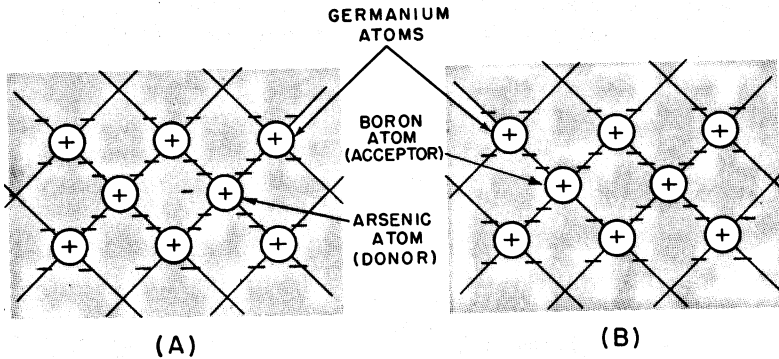 GERMANIUM
ATOMS
BORON
ATOM
(ACCEPTOR)
ARSENIC
ATOM
(DONOR)
(A)
(B)